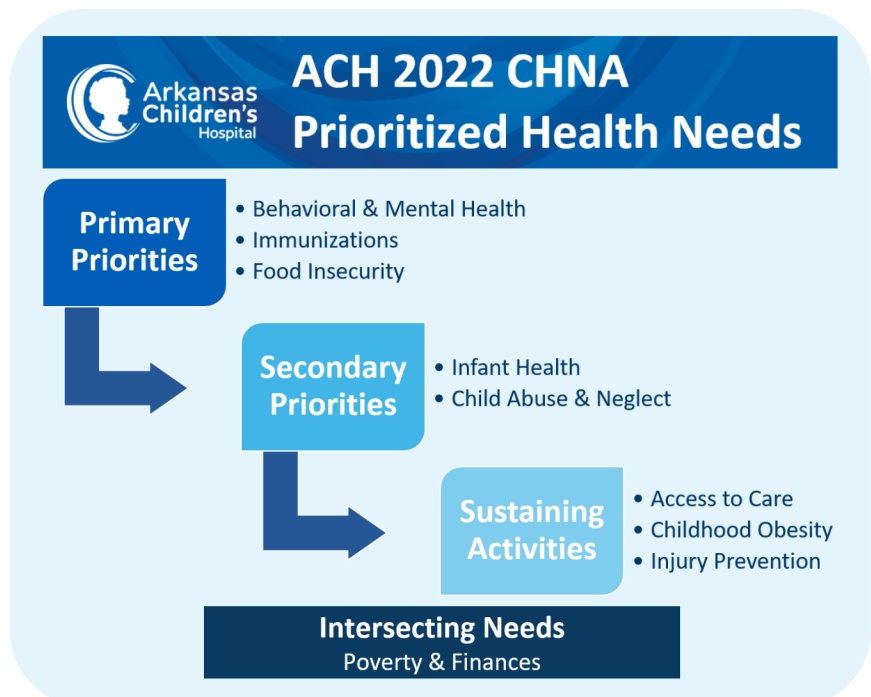 Arkansas
Children's
Hospital
ACH 2022 CHNA
Prioritized Health Needs
Primary
Priorities
• Behavioral & Mental Health
• Immunizations
• Food Insecurity
Secondary
Priorities
• Infant Health
• Child Abuse & Neglect
Sustaining
Activities
• Access to Care
• Childhood Obesity
• Injury Prevention
Intersecting Needs
Poverty & Finances